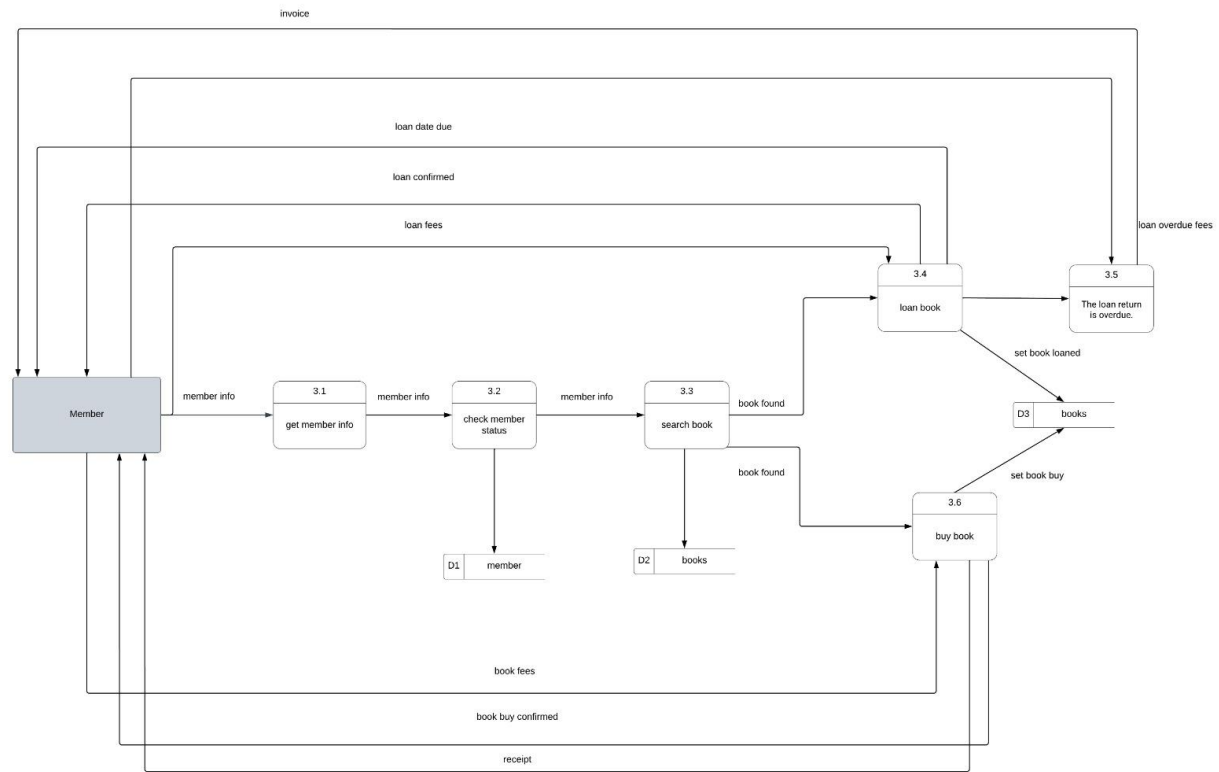 invoice
loan date due
loan confirmed
loan fees
loan overdue fees
3.4
loan book
3.5
The loan return
is overdue.
set book loaned
Member
member info
3.1
get member info
member info
3.2
check member
status
member info
3.3
search book
book found
D3
books
book found
set book buy
3.6
buy book
D1
member
D2
books
book fees
book buy confirmed
receipt